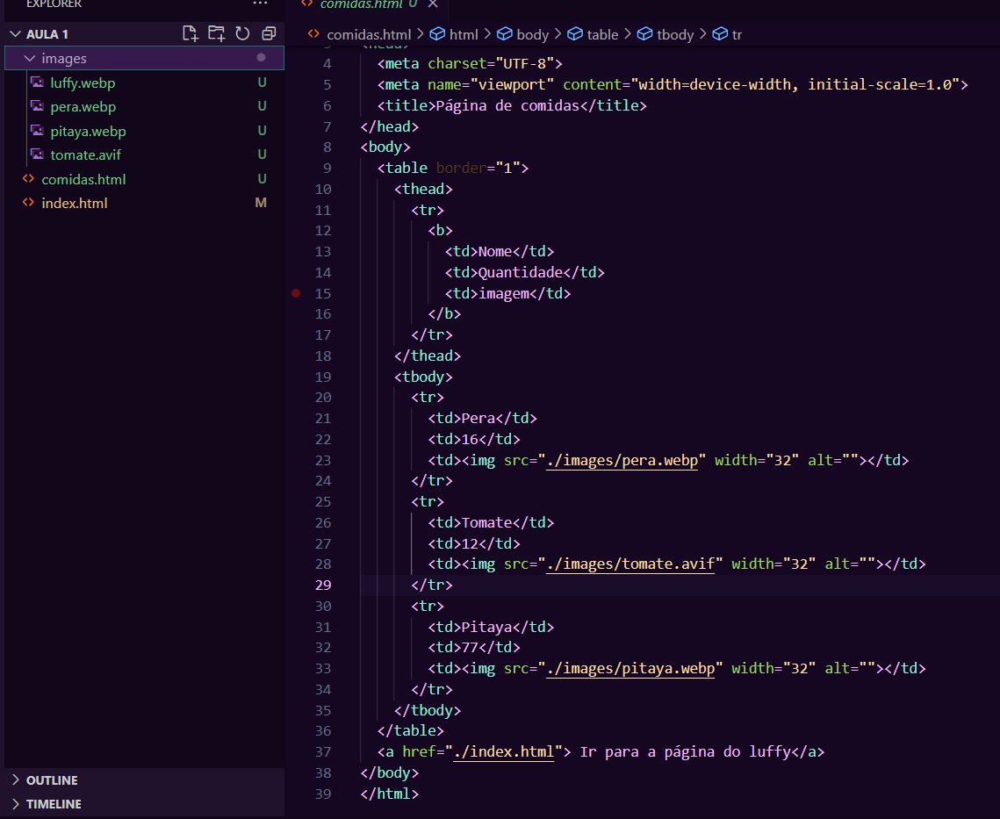 EXPLORER ...
AULA 1
images
luffy.webp U
pera.webp U
pitaya.webp U
tomate.avif U
comidas.html U
index.html M
OUTLINE
TIMELINE
comidas.html U
comidas.html > html > body > table > tbody > tr
3 <head>
4 <meta charset="UTF-8">
5 <meta name="viewport" content="width=device-width, initial-scale=1.0">
6 <title>Página de comidas</title>
7 </head>
8 <body>
9 <table border="1">
10 <thead>
11 <tr>
12 <b>
13 <td>Nome</td>
14 <td>Quantidade</td>
15 <td>imagem</td>
16 </b>
17 </tr>
18 </thead>
19 <tbody>
20 <tr>
21 <td>Pera</td>
22 <td>16</td>
23 <td><img src="./images/pera.webp" width="32" alt=""></td>
24 </tr>
25 <tr>
26 <td>Tomate</td>
27 <td>12</td>
28 <td><img src="./images/tomate.avif" width="32" alt=""></td>
29 </tr>
30 <tr>
31 <td>Pitaya</td>
32 <td>77</td>
33 <td><img src="./images/pitaya.webp" width="32" alt=""></td>
34 </tr>
35 </tbody>
36 </table>
37 <a href="./index.html"> Ir para a página do luffy</a>
38 </body>
39 </html>